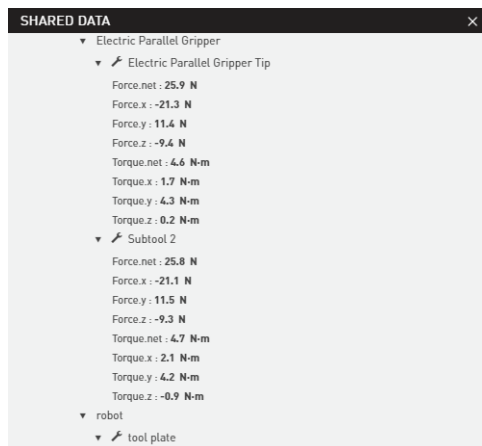 SHARED DATA
Electric Parallel Gripper
Electric Parallel Gripper Tip
Force.net : 25.9 N
Force.x : -21.3 N
Force.y : 11.4 N
Force.z : -9.4 N
Torque.net : 4.6 N-m
Torque.x : 1.7 N-m
Torque.y : 4.3 N-m
Torque.z : 0.2 N-m
Subtool 2
Force.net : 25.8 N
Force.x : -21.1 N
Force.y : 11.5 N
Force.z : -9.3 N
Torque.net : 4.7 N-m
Torque.x : 2.1 N-m
Torque.y : 4.2 N-m
Torque.z : -0.9 N-m
robot
tool plate